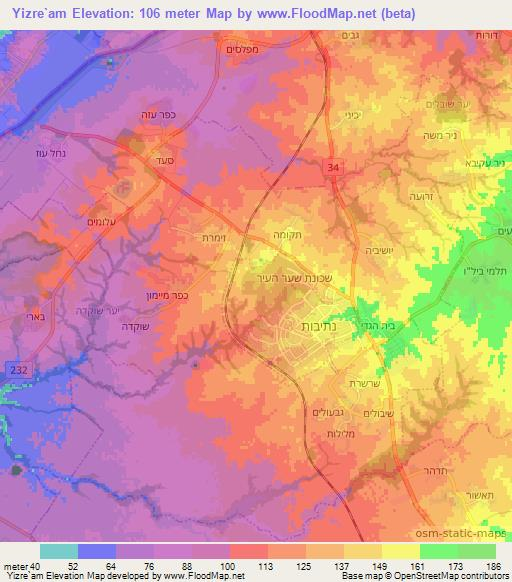 Yizre`am Elevation: 106 meter Map by www.FloodMap.net (beta)
מפלסים
גבים
דורות
יער שובלים
יכיני
כפר עזה
ניר משה
נחל עוז
סעד
34
ניר עקיבא
זרועה
עלומים
זימרת
תקומה
יושיביה
תלמי ביל"ו
שכונת שער העיר
כפר מיימון
יער שוקדה
בארי
שוקדה
נתיבות
בית הגדי
232
שרשרת
גבעולים
שיבולים
מלילות
תדהר
תאשור
osm-static-maps
meter 40 52 64 76 88 100 113 125 137 149 161 173 186
Yizre`am Elevation Map developed by www.FloodMap.net
Base map © OpenStreetMap contributors